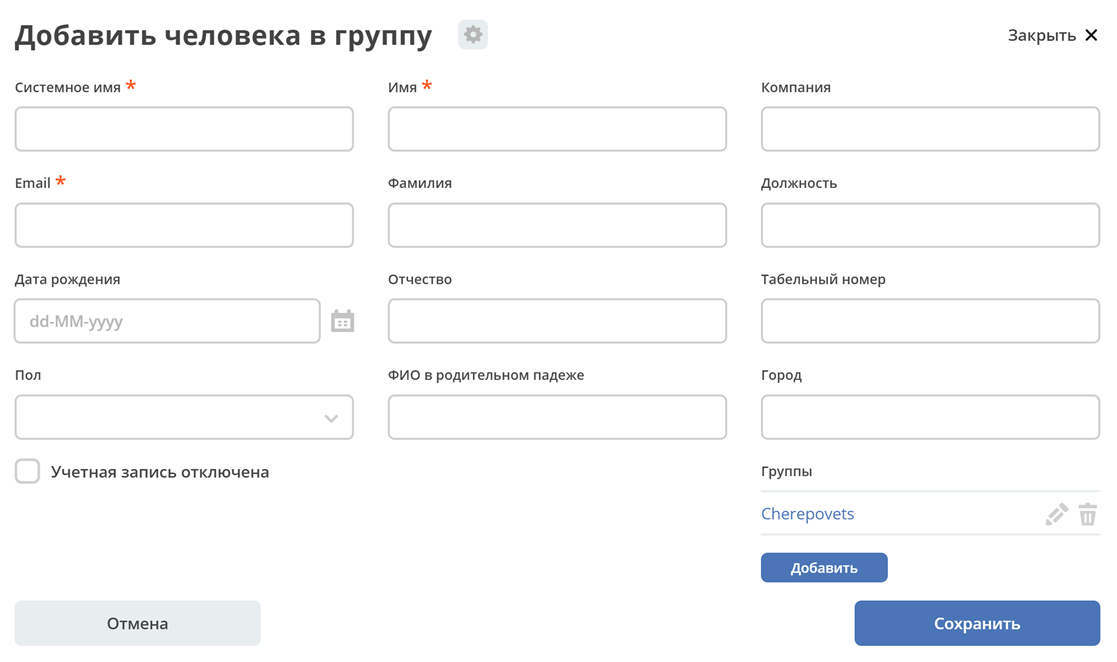 Добавить человека в группу
Закрыть
Системное имя *
Имя *
Компания
Email *
Фамилия
Должность
Дата рождения
Отчество
Табельный номер
dd-MM-yyyy
Пол
ФИО в родительном падеже
Город
Учетная запись отключена
Группы
Cherepovets
Добавить
Отмена
Сохранить